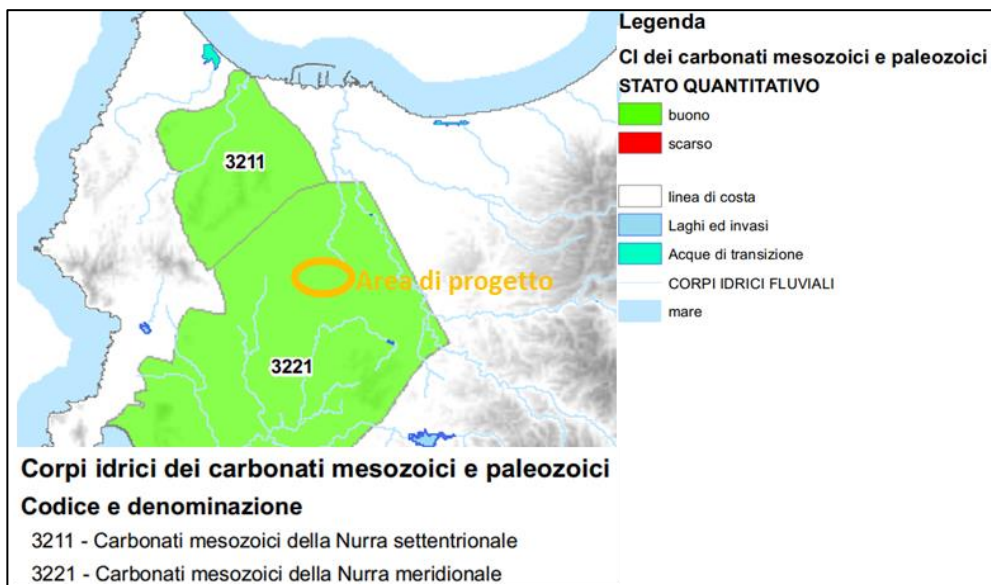 3211
Area di progetto
3221
Legenda
CI dei carbonati mesozoici e paleozoici
STATO QUANTITATIVO
buono
scarso
linea di costa
Laghi ed invasi
Acque di transizione
CORPI IDRICI FLUVIALI
mare
Corpi idrici dei carbonati mesozoici e paleozoici
Codice e denominazione
3211 - Carbonati mesozoici della Nurra settentrionale
3221 - Carbonati mesozoici della Nurra meridionale